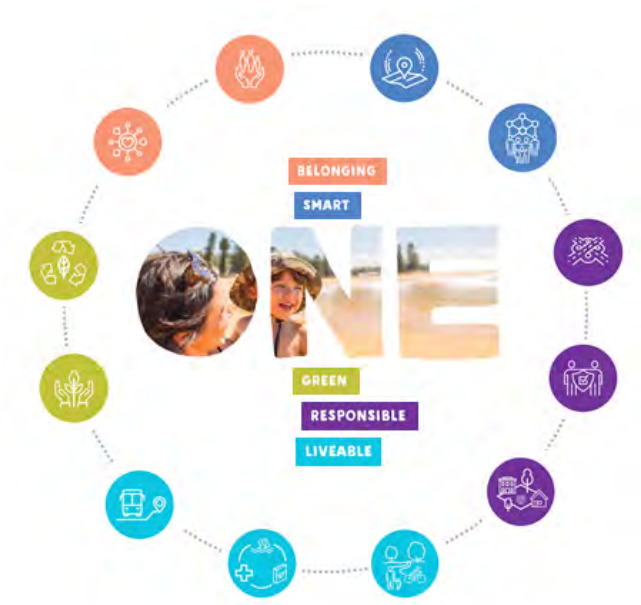 BELONGING
SMART
ONE
GREEN
RESPONSIBLE
LIVEABLE